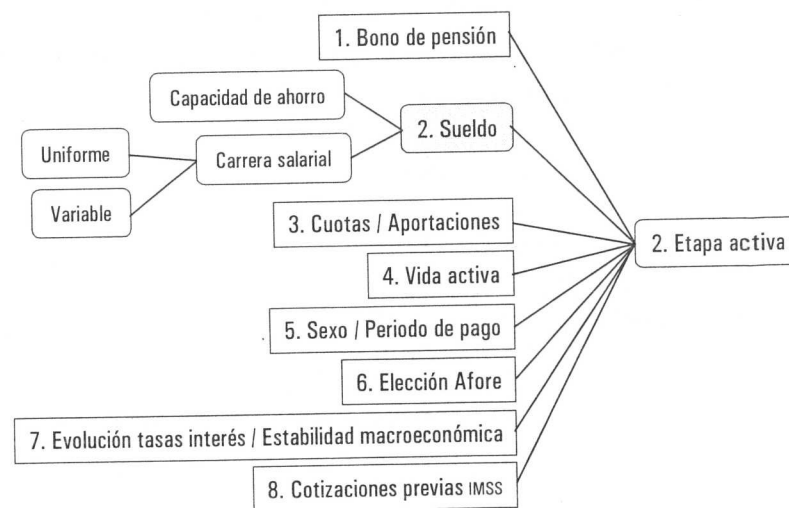 1. Bono de pensión
Capacidad de ahorro
2. Sueldo
Uniforme
Carrera salarial
Variable
3. Cuotas / Aportaciones
2. Etapa activa
4. Vida activa
5. Sexo / Periodo de pago
6. Elección Afore
7. Evolución tasas interés / Estabilidad macroeconómica
8. Cotizaciones previas IMSS